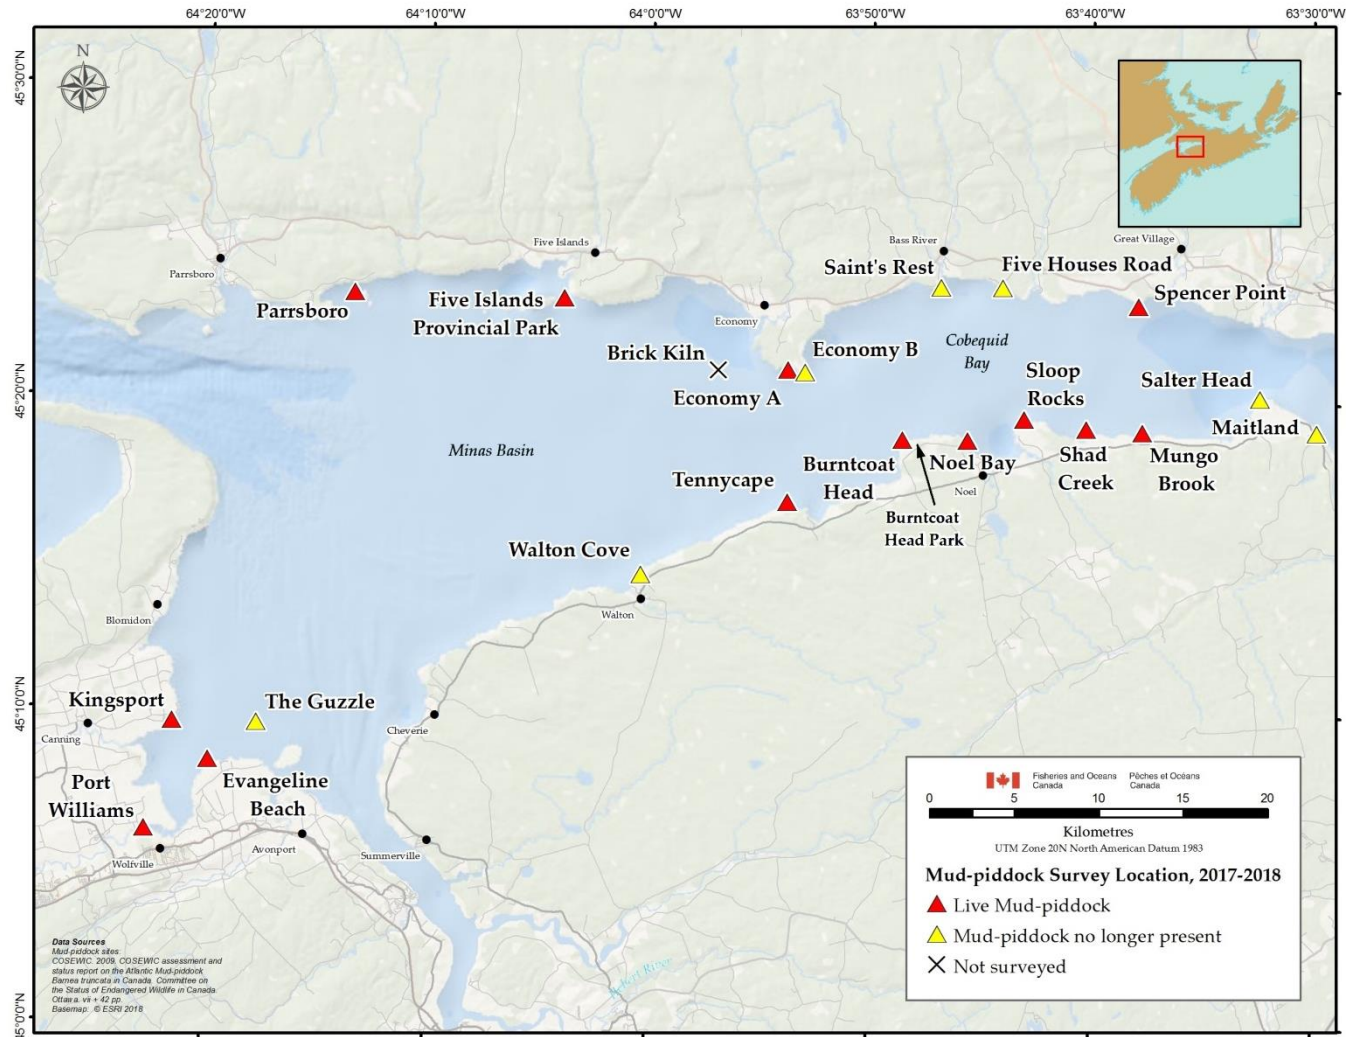 64°20'0"W
64°10'0"W
64°0'0"W
63°50'0"W
63°40'0"W
63°30'0"W
45°30'0"N
45°20'0"N
45°10'0"N
45°0'0"N
N
Parrsboro
Five Islands
Bass River
Great Village
Saint's Rest
Five Houses Road
Parrsboro
Five Islands
Provincial Park
Spencer Point
Economy
Cobequid
Bay
Brick Kiln
Economy B
Economy A
Sloop
Rocks
Salter Head
Maitland
Minas Basin
Tennycape
Burntcoat
Head
Noel Bay
Shad
Creek
Mungo
Brook
Noel
Burntcoat
Head Park
Walton Cove
Walton
Blomidon
Kingsport
The Guzzle
Canning
Cheverie
Port
Williams
Evangeline
Beach
Wolfville
Avonport
Summerville
Fisheries and Oceans
Canada
Pêches et Océans
Canada
0 5 10 15 20
Kilometres
UTM Zone 20N North American Datum 1983
Mud-piddock Survey Location, 2017-2018
Live Mud-piddock
Mud-piddock no longer present
Not surveyed
Data Sources
Mud-piddock sites
COSEWIC. 2009. COSEWIC assessment and
status report on the Atlantic Mud-piddock
Barnea truncata in Canada. Committee on
the Status of Endangered Wildlife in Canada.
Ottawa. vii + 42 pp.
Basemap: © ESRI 2018